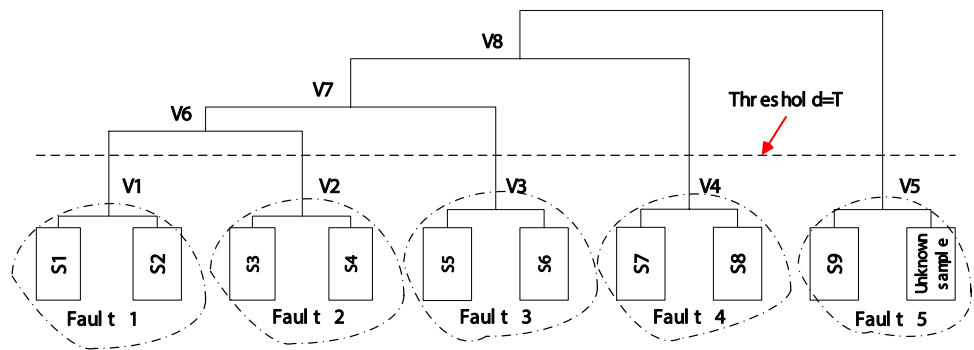 V8
V7
Threshold=T
V6
V1
V2
V3
V4
V5
S1
S2
S3
S4
S5
S6
S7
S8
S9
Unknown
sample
Fault 1
Fault 2
Fault 3
Fault 4
Fault 5